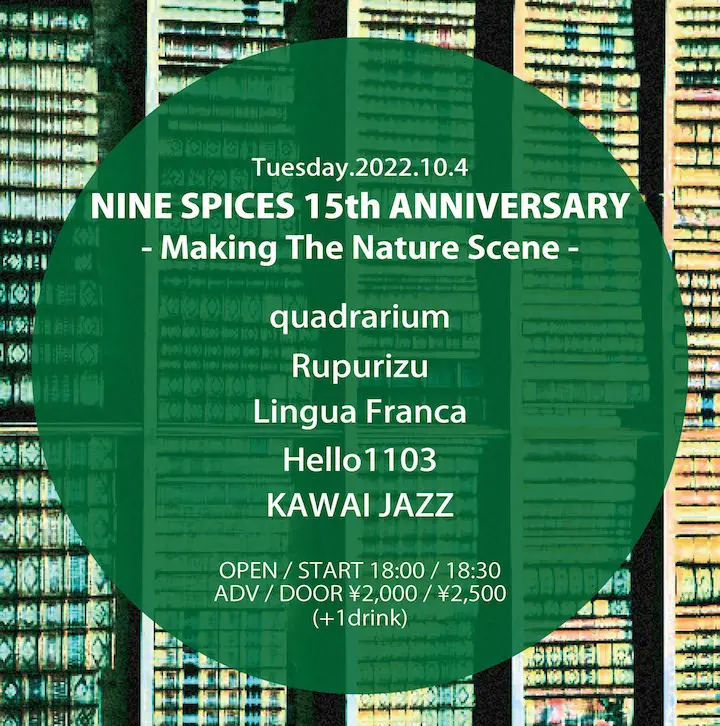 Tuesday.2022.10.4
NINE SPICES 15th ANNIVERSARY
- Making The Nature Scene -
quadrarium
Rupurizu
Lingua Franca
Hello1103
KAWAI JAZZ
OPEN / START 18:00 / 18:30
ADV / DOOR ¥2,000 / ¥2,500
(+1drink)